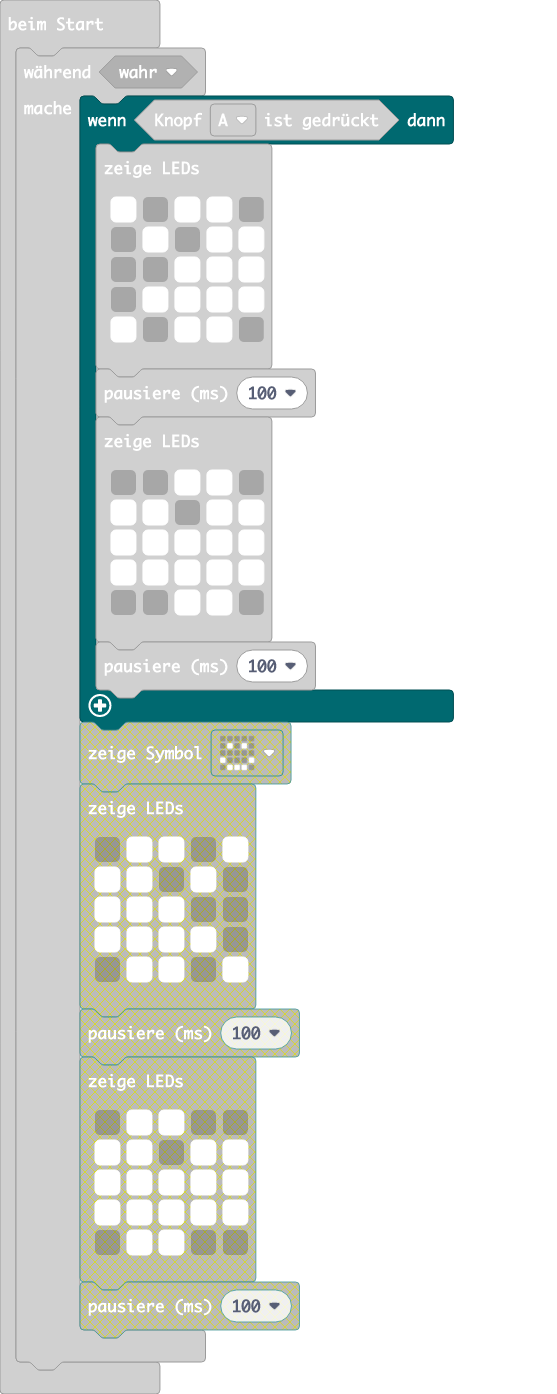 beim Start
während wahr
mache
wenn Knopf A ist gedrückt dann
zeige LEDs
pausiere (ms) 100
zeige LEDs
pausiere (ms) 100
zeige Symbol
zeige LEDs
pausiere (ms) 100
zeige LEDs
pausiere (ms) 100